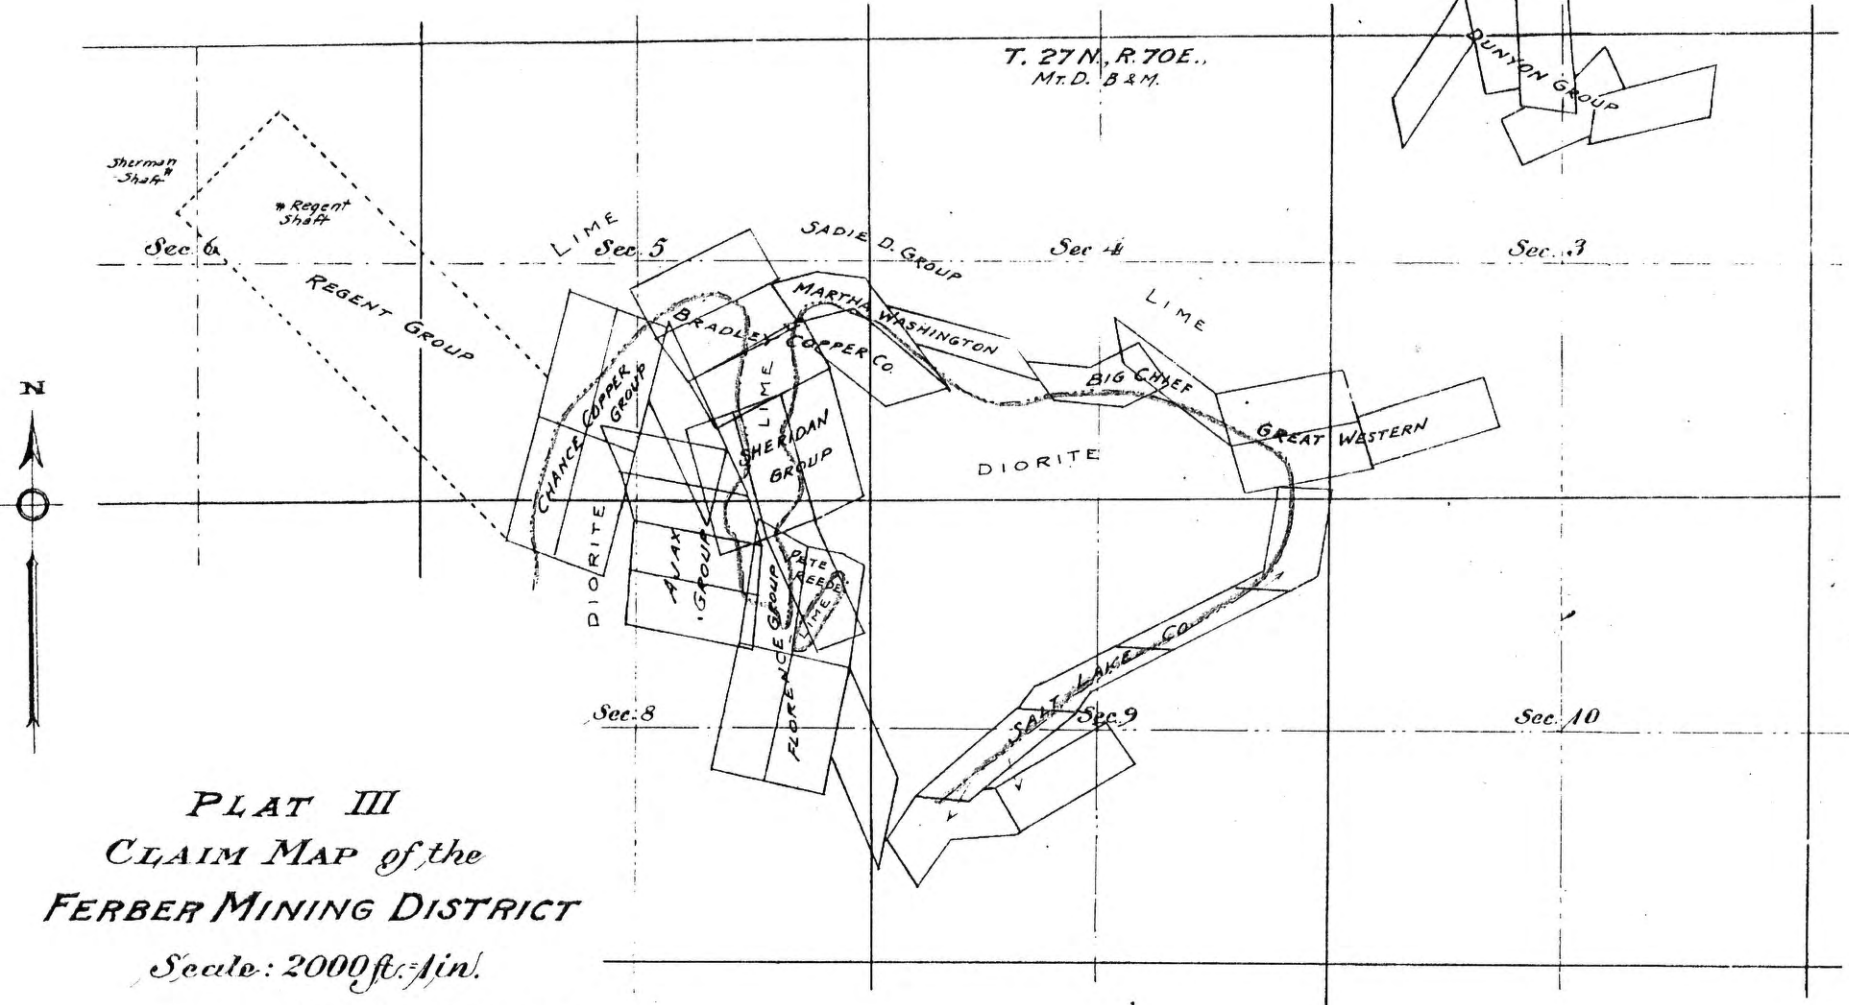 T. 27 N., R. 70 E.,
MT. D. B & M.
DUNYON GROUP
Sherman
Shaft
Regent
Shaft
LIME
SADIE D. GROUP
Sec. 6
Sec. 5
Sec. 4
Sec. 3
REGENT GROUP
MARTHA WASHINGTON
LIME
BRADLEY COPPER CO.
N
CHANCE COPPER
GROUP
LIME
BIG CHIEF
SHERIDAN
GROUP
GREAT WESTERN
DIORITE
DIORITE
AJAX
GROUP
PETE
REEDE
LIME
FLORENCE GROUP
SALT LAKE CO.
Sec. 8
Sec. 9
Sec. 10
PLAT III
CLAIM MAP of the
FERBER MINING DISTRICT
Scale: 2000 ft. = 1 in.